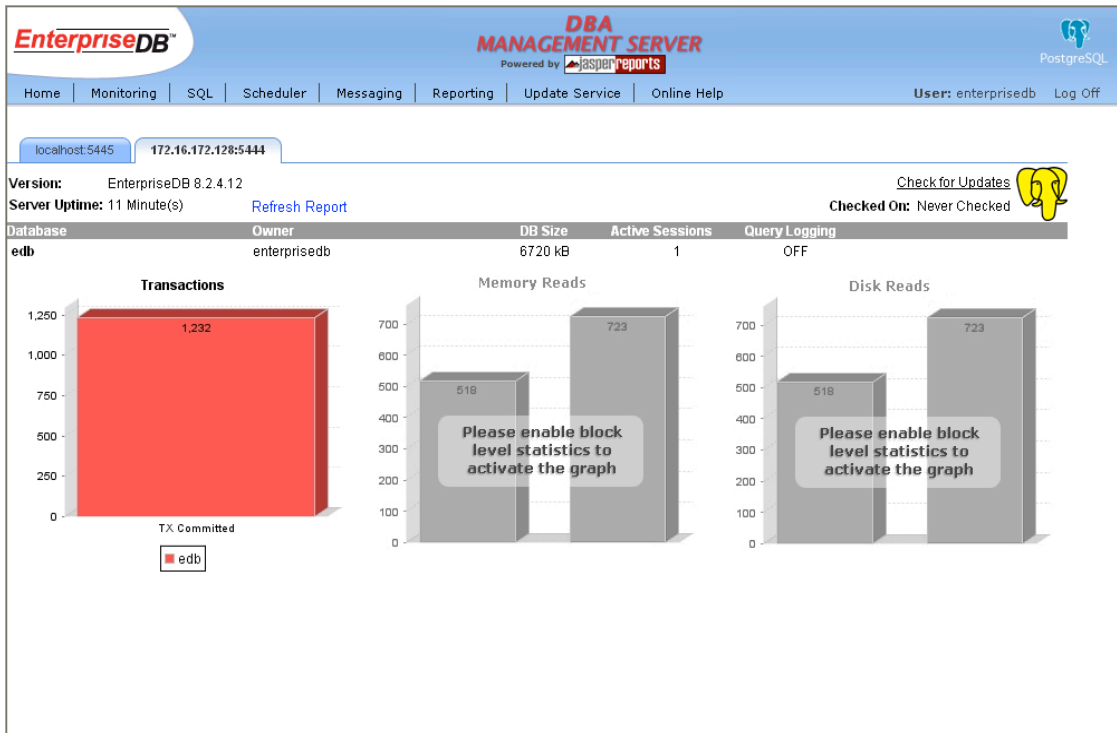 EnterpriseDB™
DBA
MANAGEMENT SERVER
Powered by jasperreports
PostgreSQL
Home Monitoring SQL Scheduler Messaging Reporting Update Service Online Help User: enterprisedb Log Off
localhost:5445 172.16.172.128:5444
Version: EnterpriseDB 8.2.4.12 Check for Updates
Server Uptime: 11 Minute(s) Refresh Report Checked On: Never Checked
Database Owner DB Size Active Sessions Query Logging
edb enterprisedb 6720 kB 1 OFF
Transactions
1,250
1,000
750
500
250
0
1,232
TX Committed
edb
Memory Reads
700
600
500
400
300
200
100
0
518
723
Please enable block
level statistics to
activate the graph
Disk Reads
700
600
500
400
300
200
100
0
518
723
Please enable block
level statistics to
activate the graph